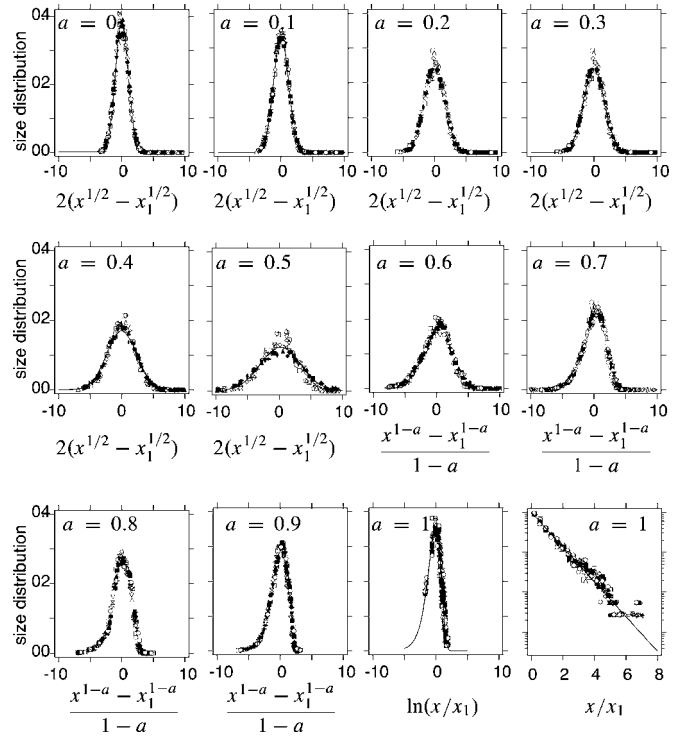 size distribution
04
02
00
a = 0
a = 0.1
a = 0.2
a = 0.3
-10 0 10
-10 0 10
-10 0 10
-10 0 10
2(x^{1/2} − x_1^{1/2})
2(x^{1/2} − x_1^{1/2})
2(x^{1/2} − x_1^{1/2})
2(x^{1/2} − x_1^{1/2})
size distribution
04
02
00
a = 0.4
a = 0.5
a = 0.6
a = 0.7
-10 0 10
-10 0 10
-10 0 10
-10 0 10
2(x^{1/2} − x_1^{1/2})
2(x^{1/2} − x_1^{1/2})
x^{1−a} − x_1^{1−a}
1 − a
x^{1−a} − x_1^{1−a}
1 − a
size distribution
04
02
00
a = 0.8
a = 0.9
a = 1
a = 1
-10 0 10
-10 0 10
-10 0 10
0 2 4 6 8
x^{1−a} − x_1^{1−a}
1 − a
x^{1−a} − x_1^{1−a}
1 − a
ln(x/x_1)
x/x_1